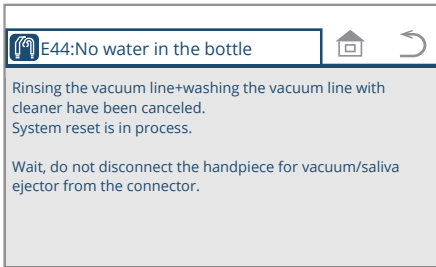 E44:No water in the bottle
Rinsing the vacuum line+washing the vacuum line with
cleaner have been canceled.
System reset is in process.
Wait, do not disconnect the handpiece for vacuum/saliva
ejector from the connector.